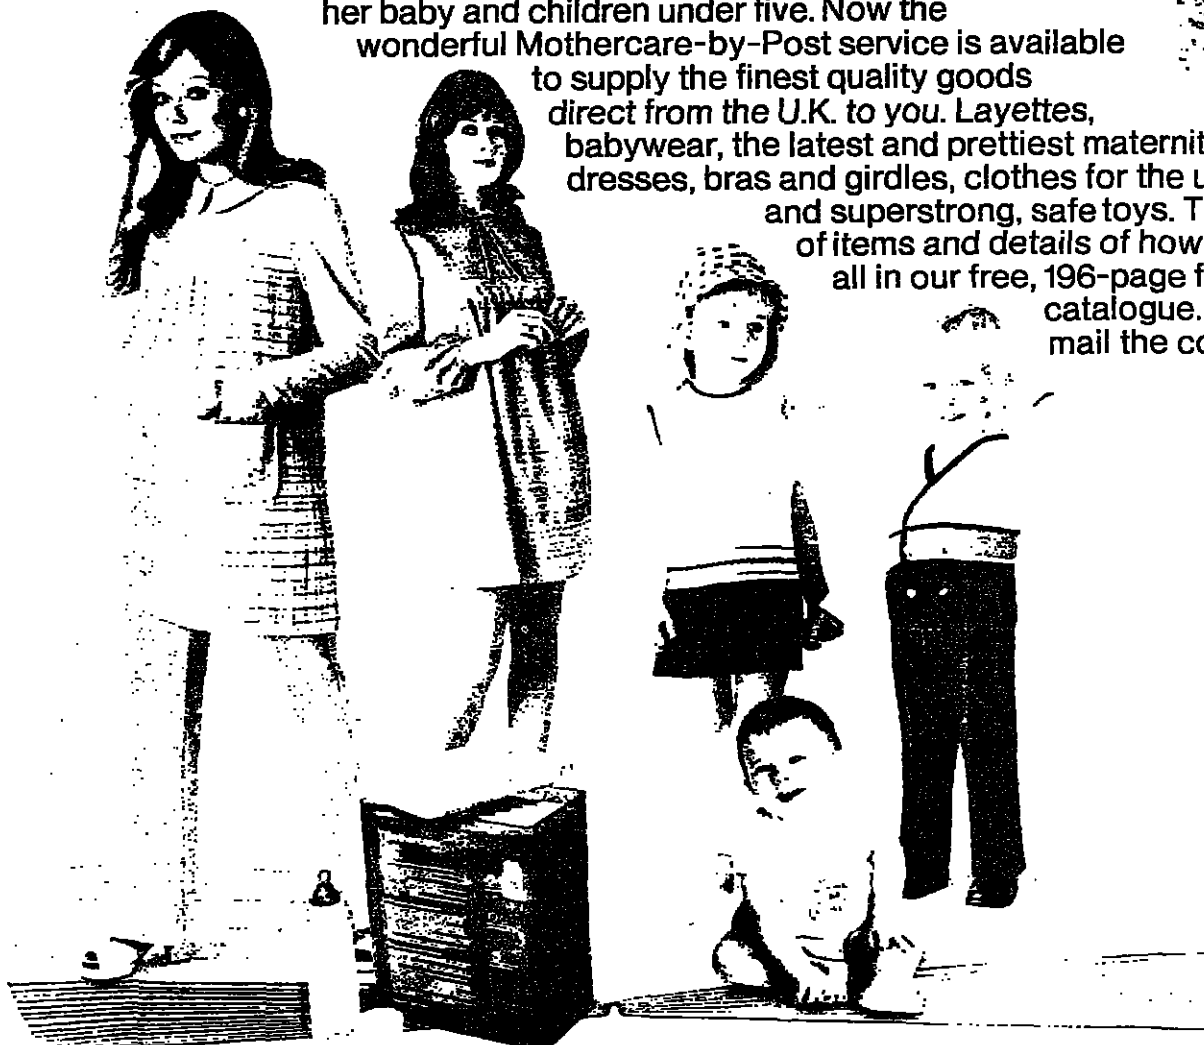 her baby and children under five. Now the
wonderful Mothercare-by-Post service is available
to supply the finest quality goods
direct from the U.K. to you. Layettes,
babywear, the latest and prettiest maternit
dresses, bras and girdles, clothes for the u
and superstrong, safe toys. T
of items and details of how
all in our free, 196-page f
catalogue.
mail the co